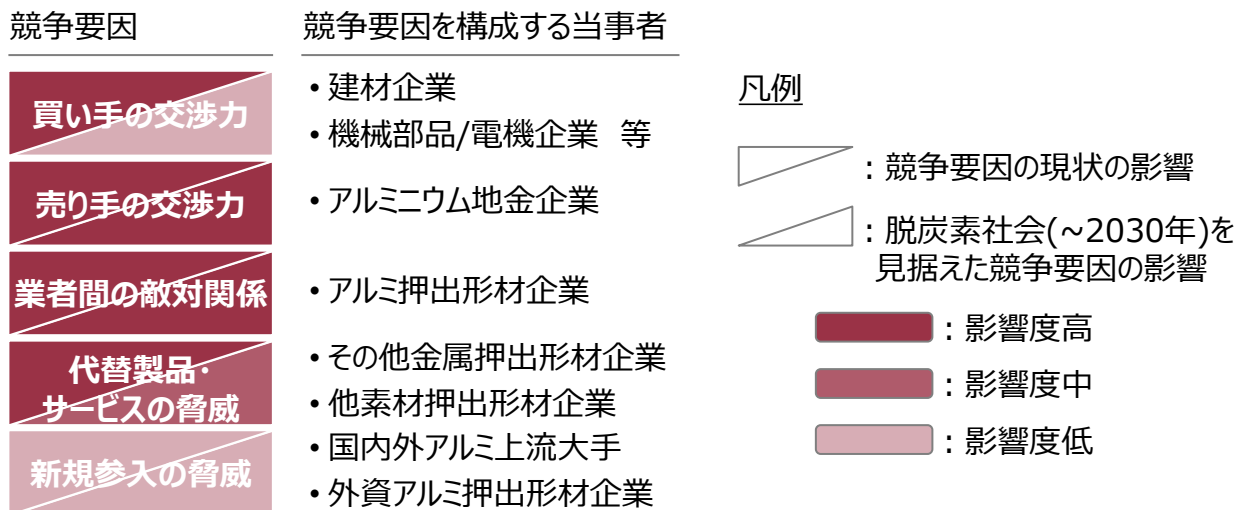 競争要因
競争要因を構成する当事者
買い手の交渉力
• 建材企業
• 機械部品/電機企業 等
売り手の交渉力
• アルミニウム地金企業
業者間の敵対関係
• アルミ押出形材企業
代替製品・
サービスの脅威
• その他金属押出形材企業
• 他素材押出形材企業
新規参入の脅威
• 国内外アルミ上流大手
• 外資アルミ押出形材企業
凡例
: 競争要因の現状の影響
: 脱炭素社会(~2030年)を
見据えた競争要因の影響
: 影響度高
: 影響度中
: 影響度低